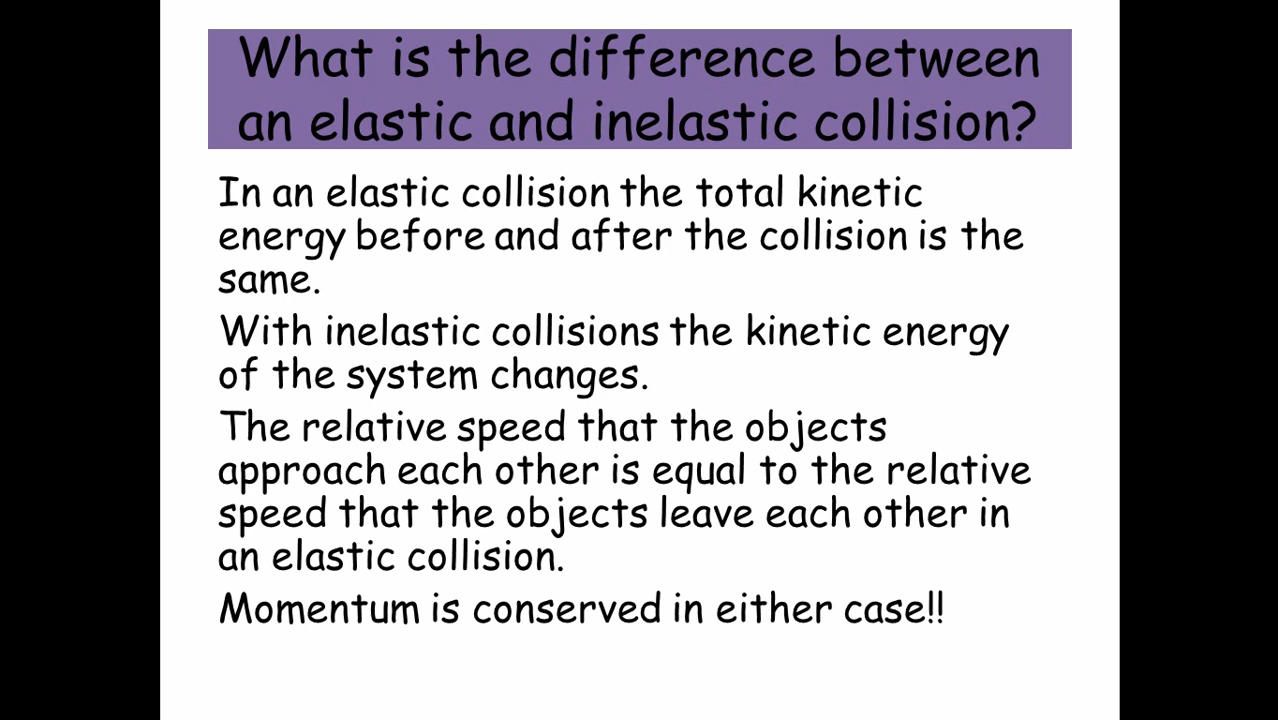 What is the difference between
an elastic and inelastic collision?
In an elastic collision the total kinetic
energy before and after the collision is the
same.
With inelastic collisions the kinetic energy
of the system changes.
The relative speed that the objects
approach each other is equal to the relative
speed that the objects leave each other in
an elastic collision.
Momentum is conserved in either case!!